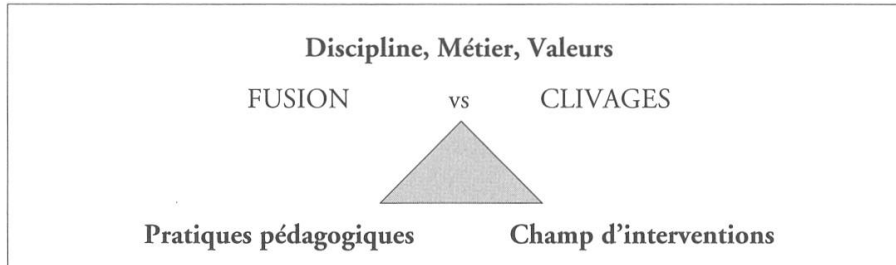 Discipline, Métier, Valeurs
FUSION vs CLIVAGES
Pratiques pédagogiques Champ d'interventions